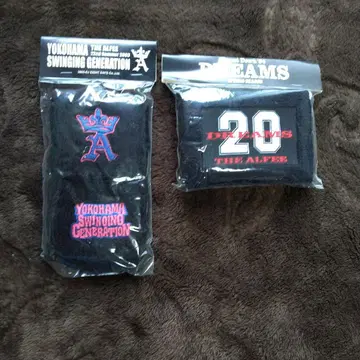 YOKOHAMA
SWINGING GENERATION
THE ALFEE
A
A
YOKOHAMA
SWINGING
GENERATION
DREAMS
20
DREAMS
THE ALFEE